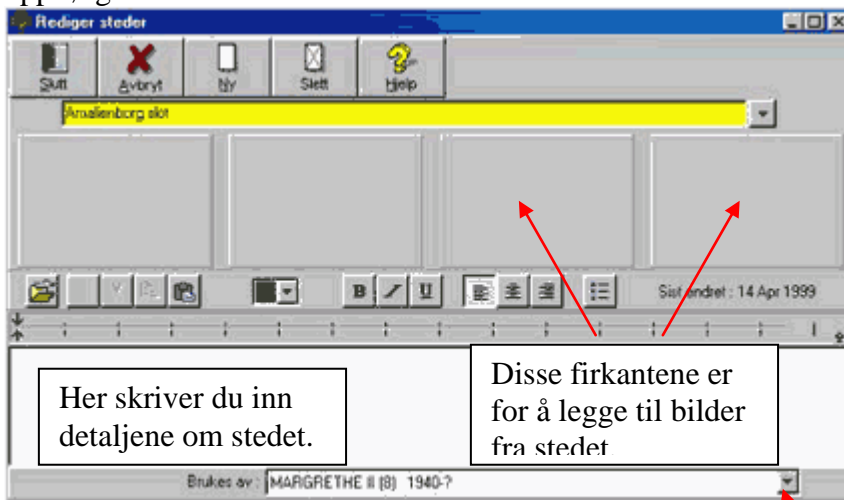 Rediger steder
Slutt Avbryt Ny Slett Hjelp
Amalienborg slot
B I U Sist endret : 14 Apr 1999
Her skriver du inn
detaljene om stedet.
Disse firkantene er
for å legge til bilder
fra stedet
Brukes av : MARGRETHE II (8) 1940-?